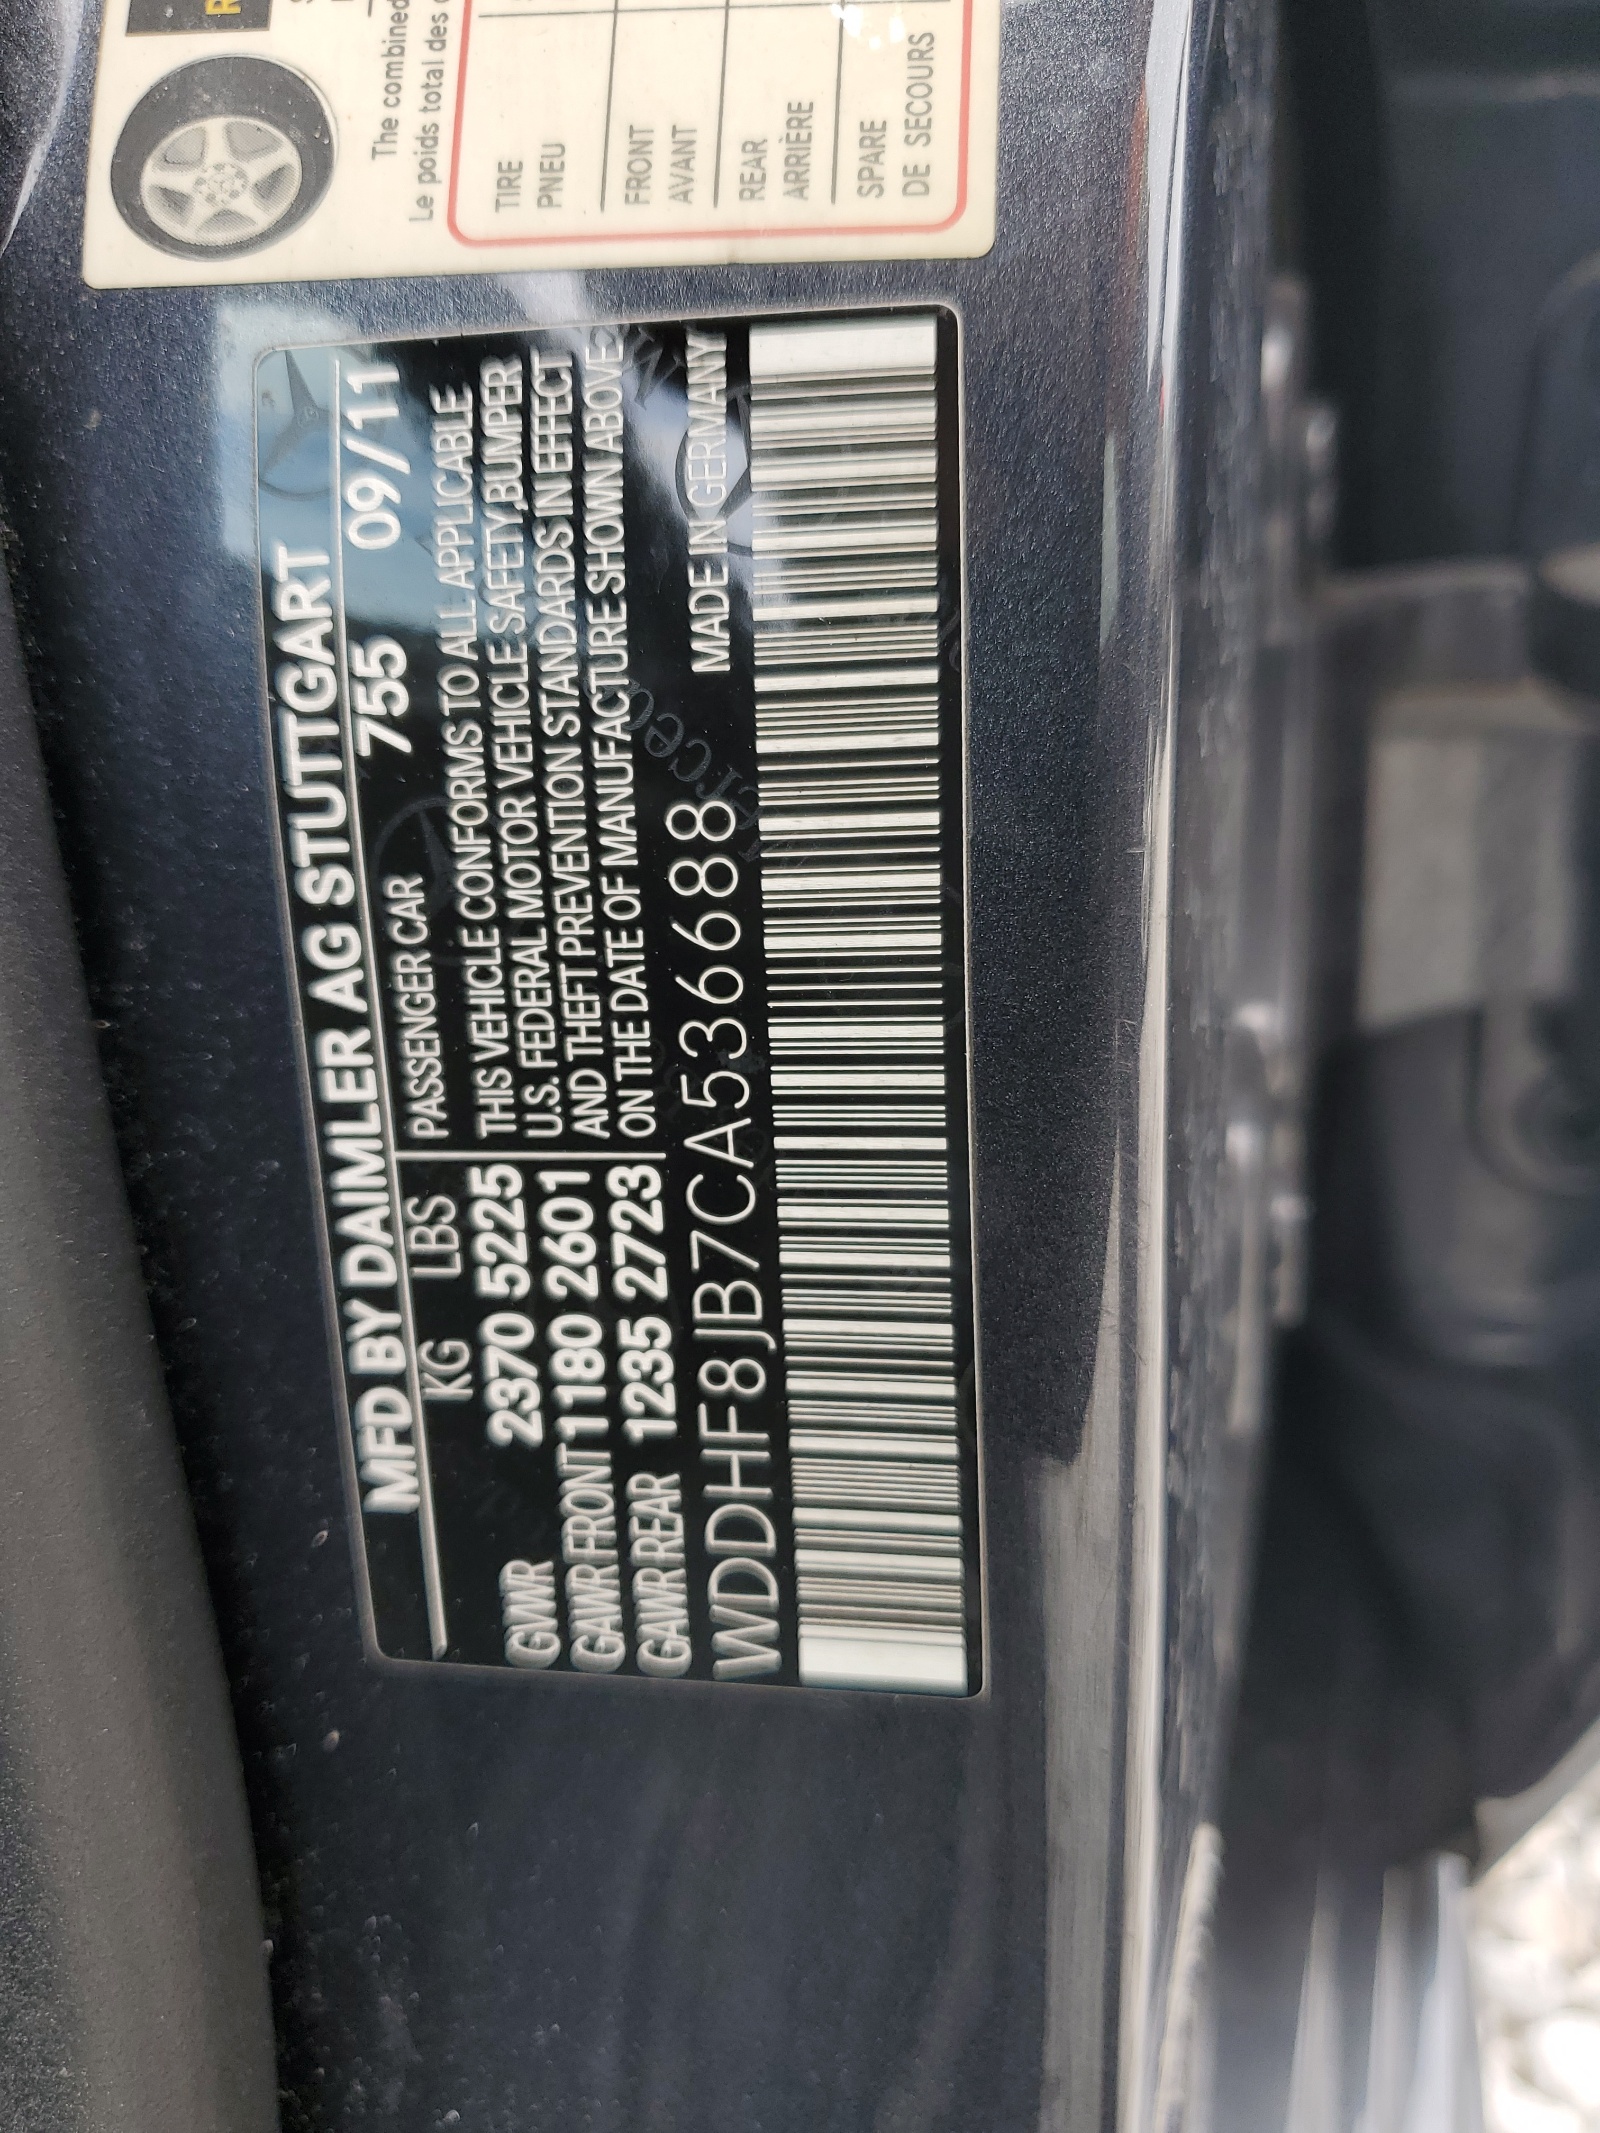 MFD BY DAIMLER AG STUTTGART
KG LBS PASSENGER CAR 755 09/11
GVWR 2370 5225 THIS VEHICLE CONFORMS TO ALL APPLICABLE
GAWR FRONT 1180 2601 U.S. FEDERAL MOTOR VEHICLE SAFETY,BUMPER
GAWR REAR 1235 2723 AND THEFT PREVENTION STANDARDS IN EFFECT
ON THE DATE OF MANUFACTURE SHOWN ABOVE
WDDHF8JB7CA536688 MADE IN GERMANY
The combined
Le poids total des
TIRE
PNEU
FRONT
AVANT
REAR
ARRIÈRE
SPARE
DE SECOURS